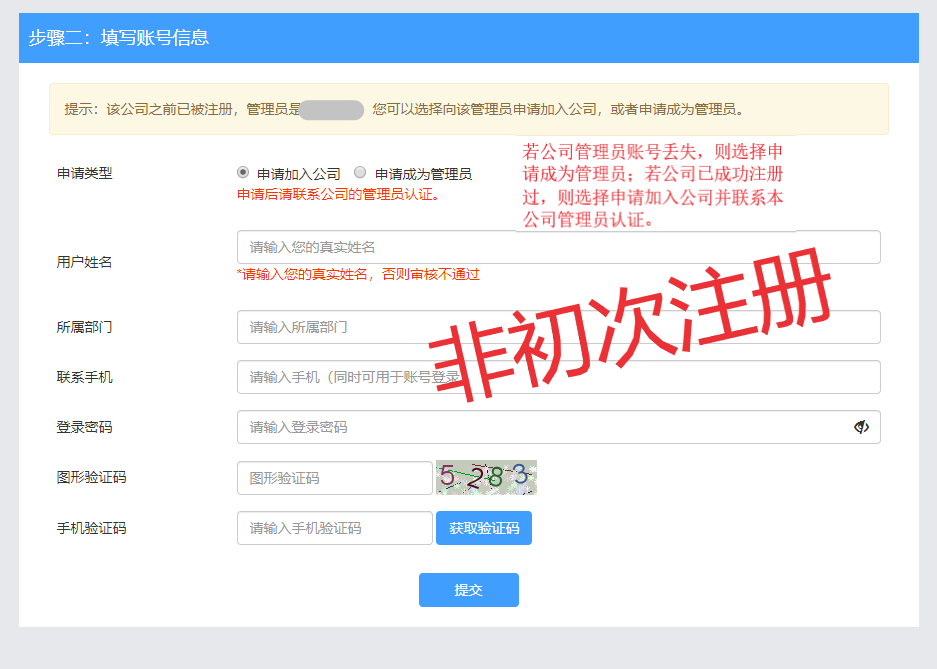 步骤二：填写账号信息
提示：该公司之前已被注册，管理员是 您可以选择向该管理员申请加入公司，或者申请成为管理员。
申请类型
申请加入公司 申请成为管理员
申请后请联系公司的管理员认证。
若公司管理员账号丢失，则选择申
请成为管理员；若公司已成功注册
过，则选择申请加入公司并联系本
公司管理员认证。
用户姓名
请输入您的真实姓名
*请输入您的真实姓名，否则审核不通过
非初次注册
所属部门
请输入所属部门
联系手机
请输入手机（同时可用于账号登录
登录密码
请输入登录密码
图形验证码
图形验证码
5283
手机验证码
请输入手机验证码
获取验证码
提交